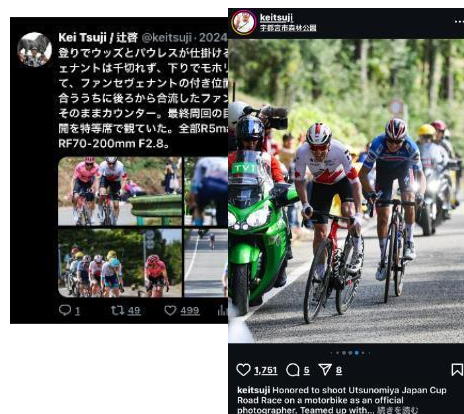 Kei Tsuji / 辻啓 @keitsuji · 2024
登りでウッズとパウレスが仕掛ける
ェナントは千切れず、下りでモホリ
て、ファンセヴェナントの付き位置
合ううちに後ろから合流したファン
そのままカウンター。最終周回の
開を特等席で観ていた。全部R5m
RF70-200mm F2.8。
1 49 499
keitsuji
宇都宮市森林公園
TV1
1,751 5 8
keitsuji Honored to shoot Utsunomiya Japan Cup
Road Race on a motorbike as an official
photographer. Teamed up with... 続きを読む